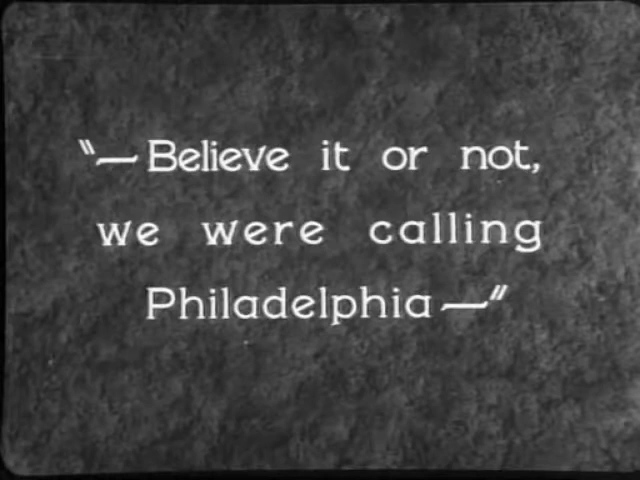 "—Believe it or not,
we were calling
Philadelphia—"